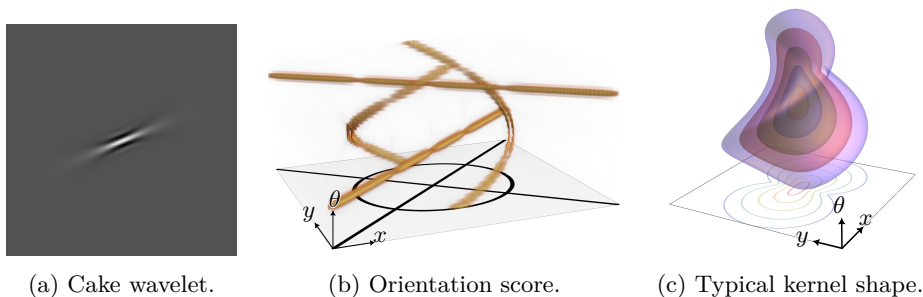 θ
y
x
θ
x
y
(a) Cake wavelet.
(b) Orientation score.
(c) Typical kernel shape.